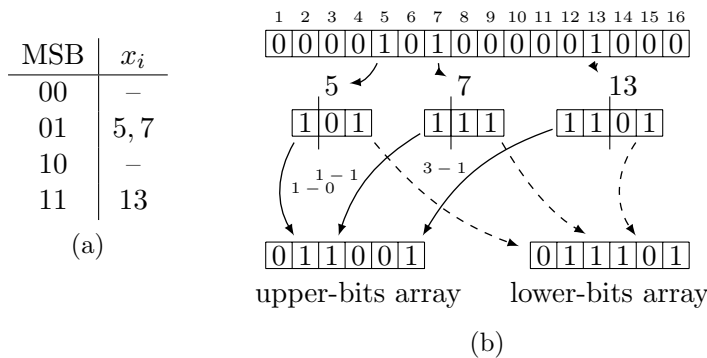 MSB x_i
00 –
01 5, 7
10 –
11 13
(a)
1 2 3 4 5 6 7 8 9 10 11 12 13 14 15 16
0 0 0 0 1 0 1 0 0 0 0 0 1 0 0 0
5 7 13
1 0 1 1 1 1 1 1 0 1
1 − 0 1 − 1 3 − 1
0 1 1 0 0 1 0 1 1 1 0 1
upper-bits array lower-bits array
(b)